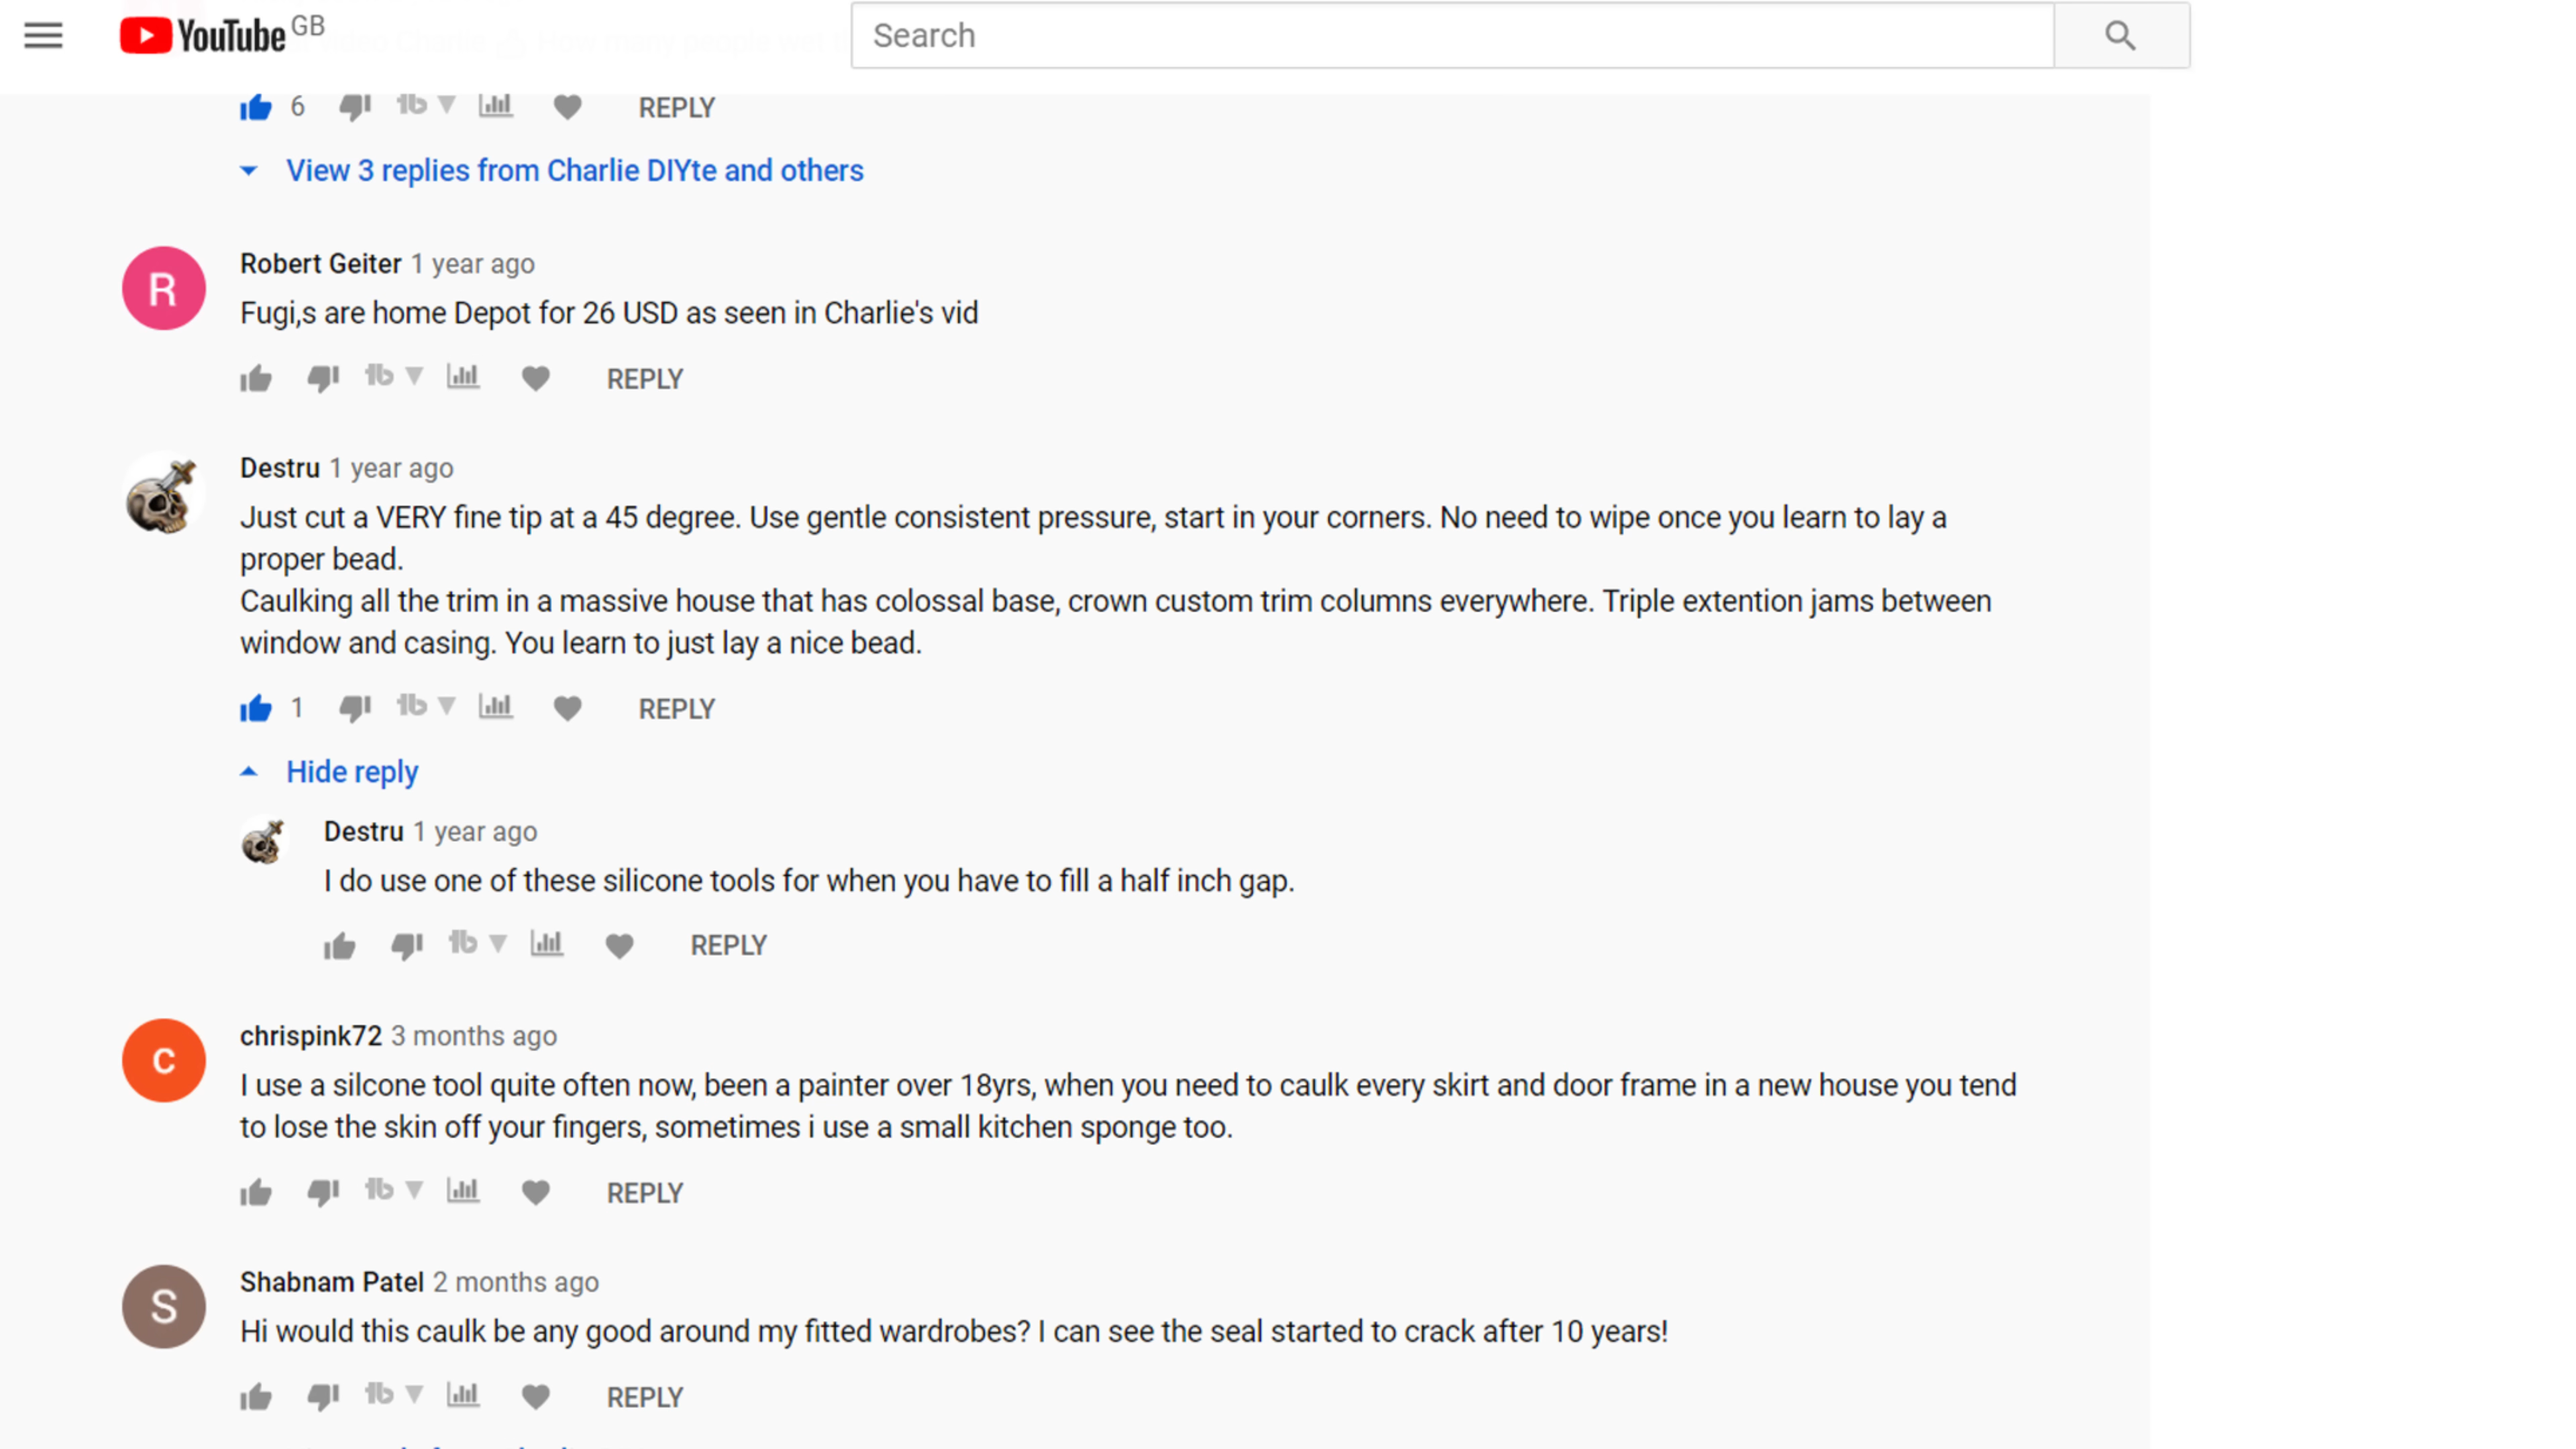 YouTube GB
Search
6 REPLY
View 3 replies from Charlie DIYte and others
R
Robert Geiter 1 year ago
Fugi,s are home Depot for 26 USD as seen in Charlie's vid
REPLY
Destru 1 year ago
Just cut a VERY fine tip at a 45 degree. Use gentle consistent pressure, start in your corners. No need to wipe once you learn to lay a
proper bead.
Caulking all the trim in a massive house that has colossal base, crown custom trim columns everywhere. Triple extention jams between
window and casing. You learn to just lay a nice bead.
1 REPLY
Hide reply
Destru 1 year ago
I do use one of these silicone tools for when you have to fill a half inch gap.
REPLY
C
chrispink72 3 months ago
I use a silcone tool quite often now, been a painter over 18yrs, when you need to caulk every skirt and door frame in a new house you tend
to lose the skin off your fingers, sometimes i use a small kitchen sponge too.
REPLY
S
Shabnam Patel 2 months ago
Hi would this caulk be any good around my fitted wardrobes? I can see the seal started to crack after 10 years!
REPLY